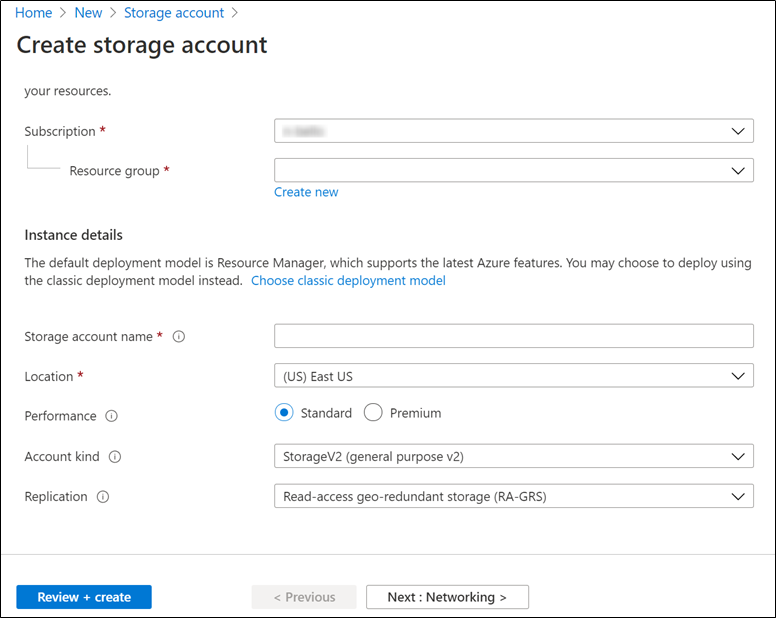 Home > New > Storage account >
Create storage account
your resources.
Subscription *
Resource group *
Create new
Instance details
The default deployment model is Resource Manager, which supports the latest Azure features. You may choose to deploy using
the classic deployment model instead. Choose classic deployment model
Storage account name *
Location * (US) East US
Performance Standard Premium
Account kind StorageV2 (general purpose v2)
Replication Read-access geo-redundant storage (RA-GRS)
Review + create < Previous Next : Networking >